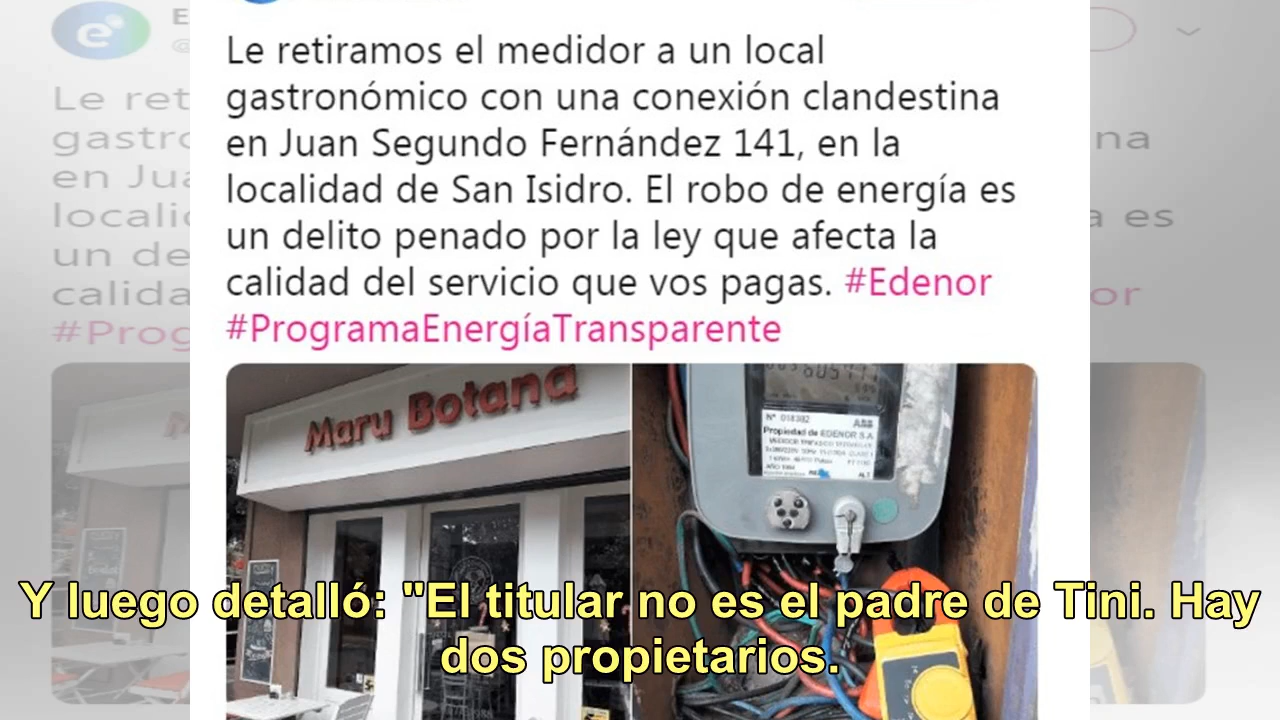 Le retiramos el medidor a un local
gastronómico con una conexión clandestina
en Juan Segundo Fernández 141, en la
localidad de San Isidro. El robo de energía es
un delito penado por la ley que afecta la
calidad del servicio que vos pagas. #Edenor
#ProgramaEnergíaTransparente
Maru Botana
Nº 018382 ABB
Propiedad de EDENOR S.A
Y luego detalló: "El titular no es el padre de Tini. Hay
dos propietarios.